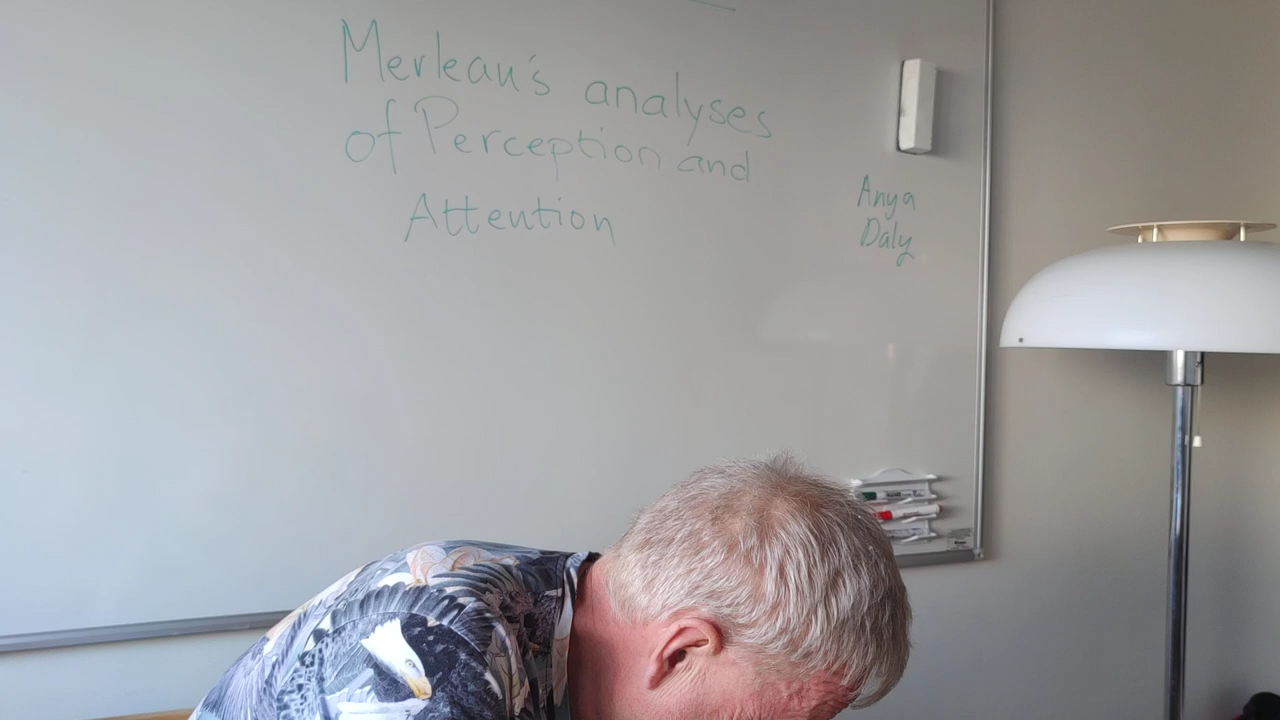 Merleau's analyses
of Perception and
Attention
Anya
Daly